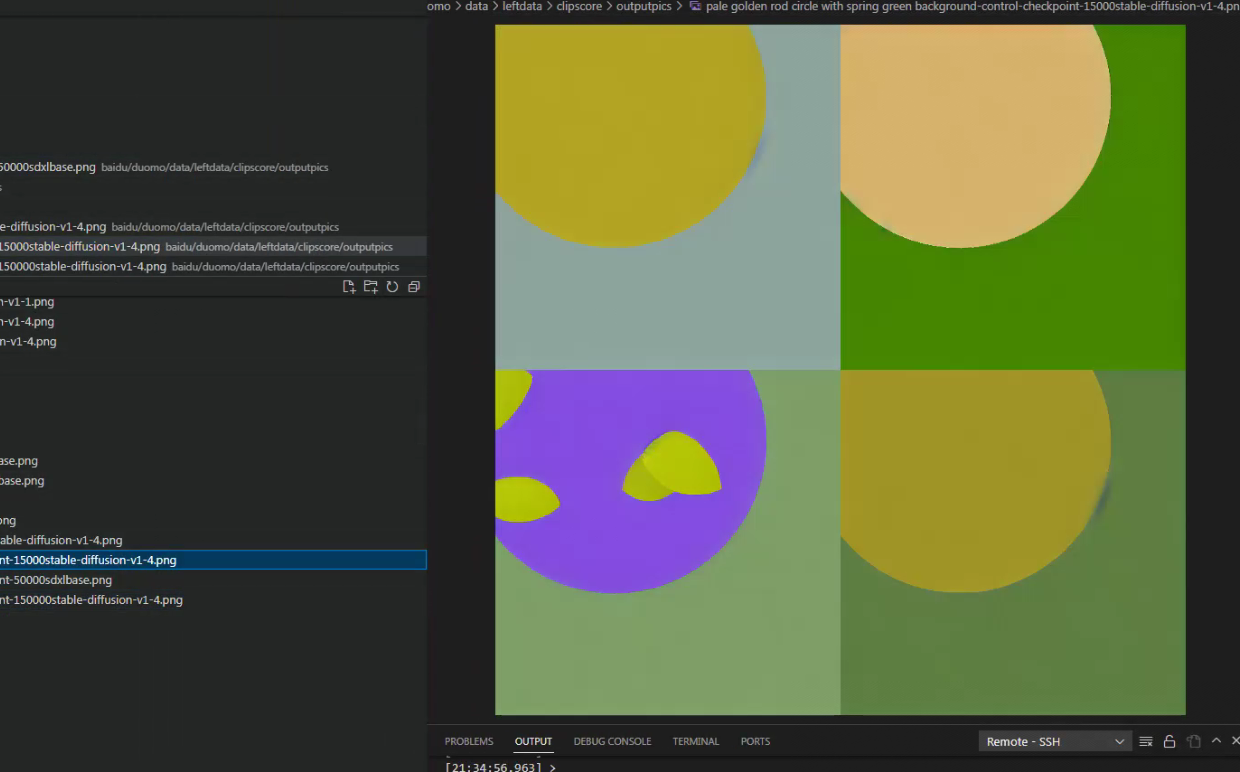 omo > data > leftdata > clipscore > outputpics > pale golden rod circle with spring green background-control-checkpoint-15000stable-diffusion-v1-4.pn
50000sdxlbase.png baidu/duomo/data/leftdata/clipscore/outputpics
s
e-diffusion-v1-4.png baidu/duomo/data/leftdata/clipscore/outputpics
15000stable-diffusion-v1-4.png baidu/duomo/data/leftdata/clipscore/outputpics
150000stable-diffusion-v1-4.png baidu/duomo/data/leftdata/clipscore/outputpics
n-v1-1.png
n-v1-4.png
n-v1-4.png
ase.png
base.png
png
able-diffusion-v1-4.png
nt-15000stable-diffusion-v1-4.png
nt-50000sdxlbase.png
nt-150000stable-diffusion-v1-4.png
PROBLEMS OUTPUT DEBUG CONSOLE TERMINAL PORTS Remote - SSH
[21:34:56.963] >